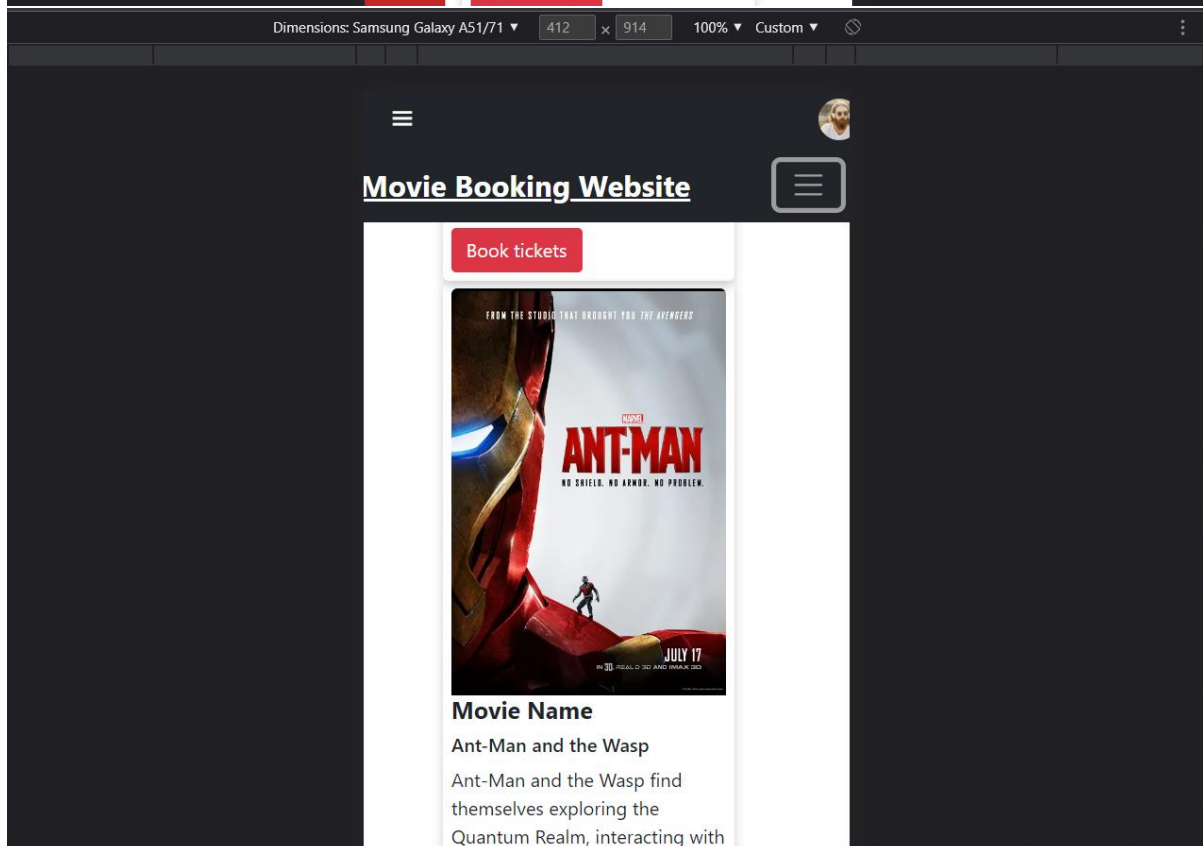 Dimensions: Samsung Galaxy A51/71 ▼ 412 × 914 100% ▼ Custom ▼
Movie Booking Website
Book tickets
FROM THE STUDIO THAT BROUGHT YOU THE AVENGERS
MARVEL
ANT-MAN
NO SHIELD. NO ARMOR. NO PROBLEM.
JULY 17
IN 3D, REAL D 3D AND IMAX 3D
Movie Name
Ant-Man and the Wasp
Ant-Man and the Wasp find
themselves exploring the
Quantum Realm, interacting with